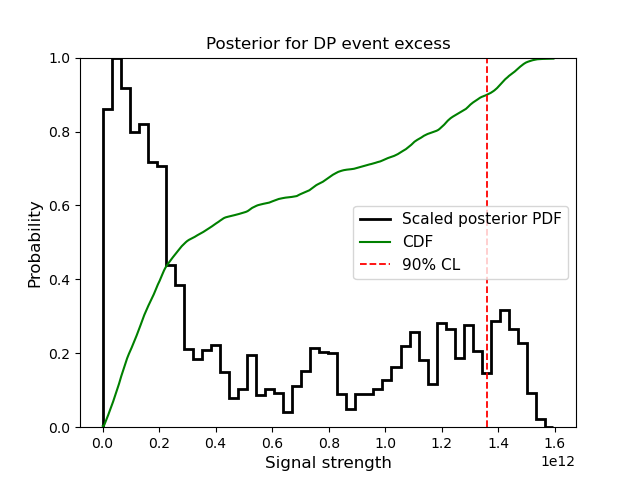 Posterior for DP event excess
1.0
0.8
0.6
0.4
0.2
0.0
Probability
Scaled posterior PDF
CDF
90% CL
0.0 0.2 0.4 0.6 0.8 1.0 1.2 1.4 1.6
1e12
Signal strength